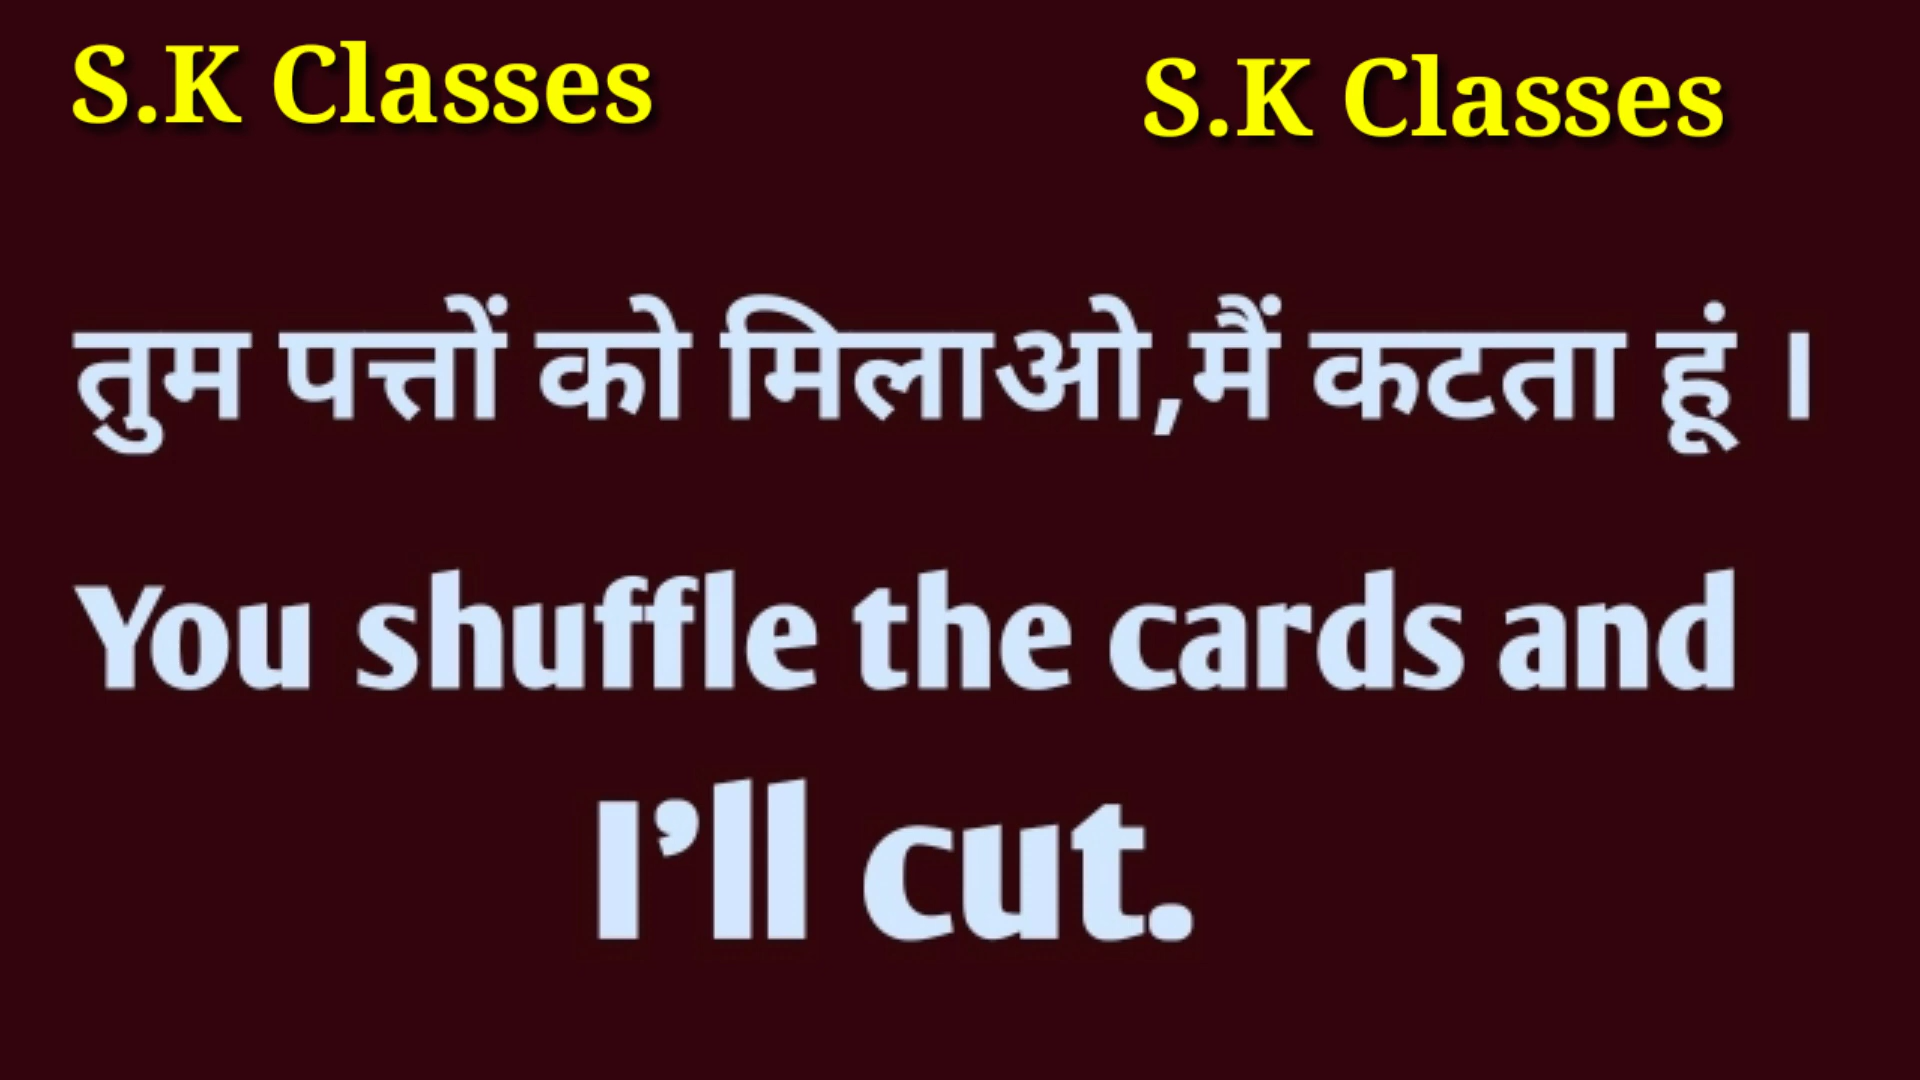 S.K Classes
S.K Classes
तुम पत्तों को मिलाओ,मैं कटता हूं ।
You shuffle the cards and
I’ll cut.